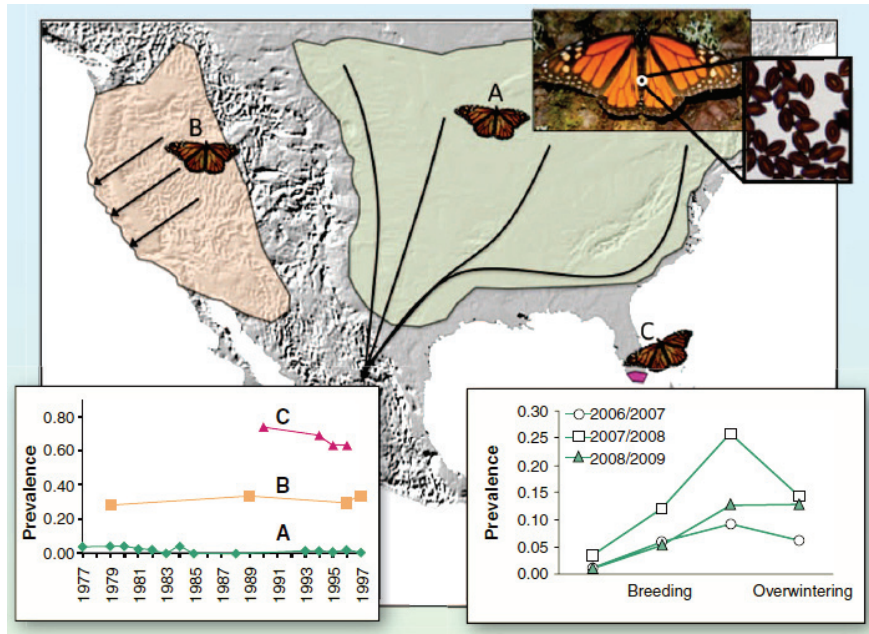 B
A
C
Prevalence
0.80
0.60
0.40
0.20
0.00
C
B
A
1977
1979
1981
1983
1985
1987
1989
1991
1993
1995
1997
Prevalence
0.30
0.25
0.20
0.15
0.10
0.05
0.00
2006/2007
2007/2008
2008/2009
Breeding Overwintering